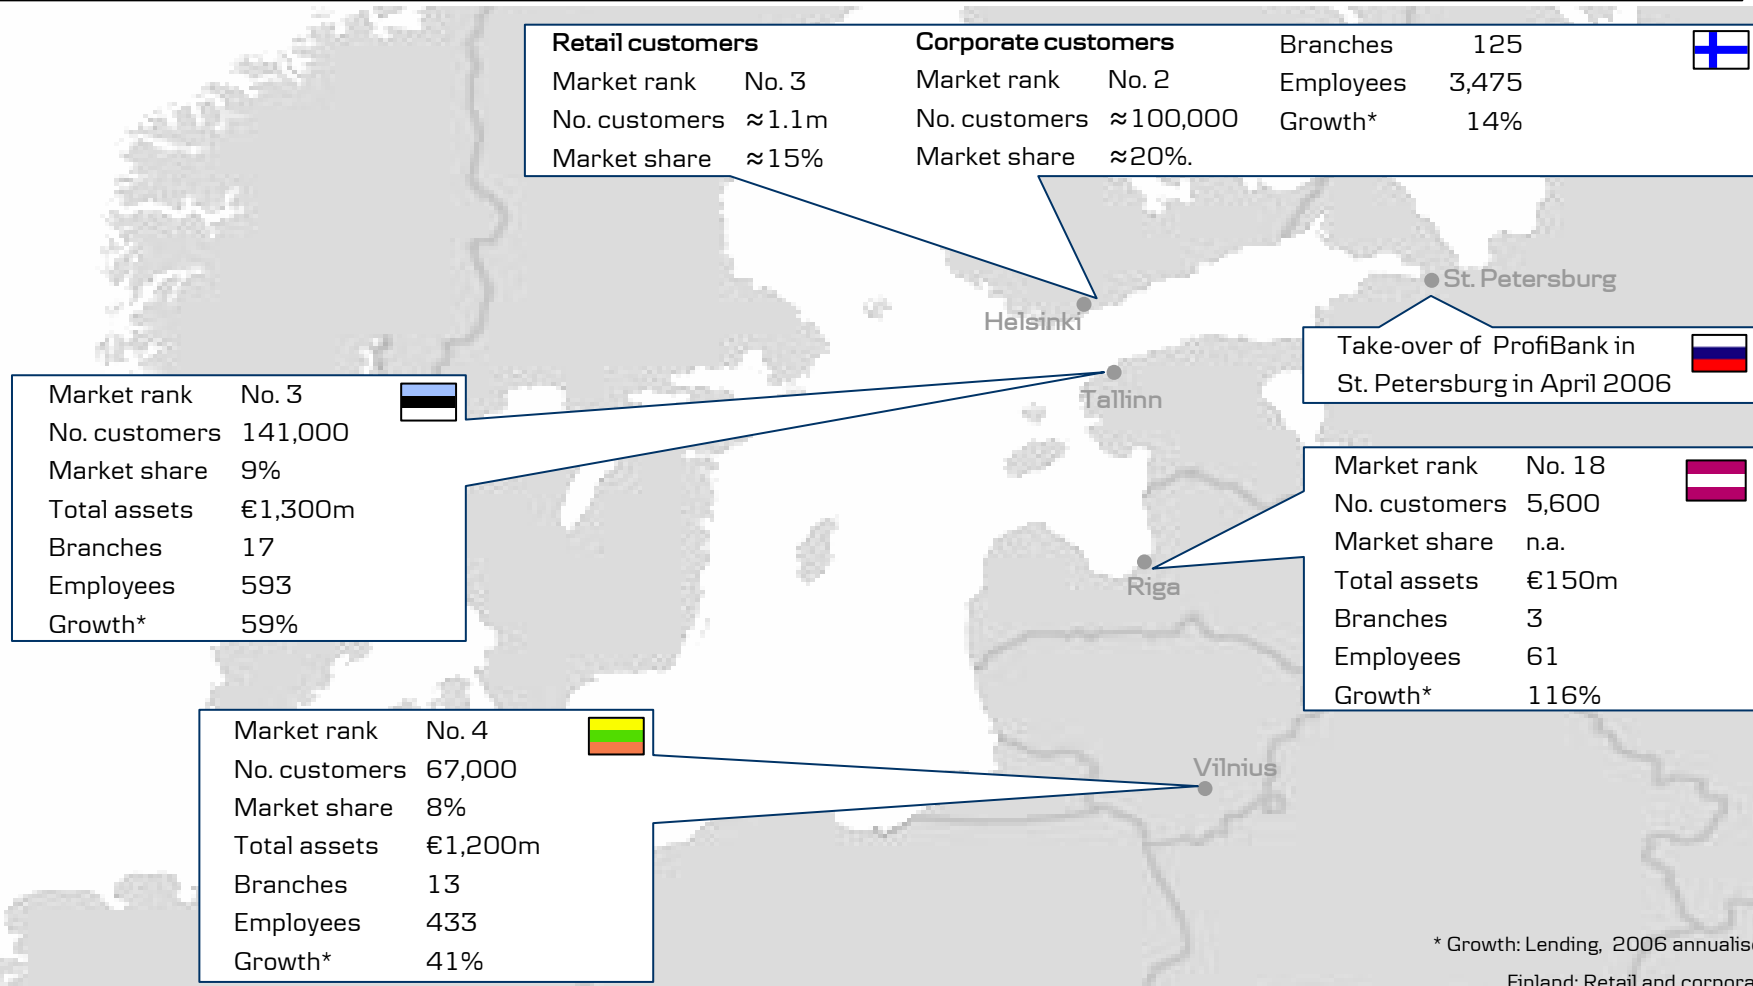 Retail customers
Market rank No. 3
No. customers ≈1.1m
Market share ≈15%
Corporate customers
Market rank No. 2
No. customers ≈100,000
Market share ≈20%.
Branches 125
Employees 3,475
Growth* 14%
St. Petersburg
Helsinki
Take-over of ProfiBank in
St. Petersburg in April 2006
Tallinn
Market rank No. 3
No. customers 141,000
Market share 9%
Total assets €1,300m
Branches 17
Employees 593
Growth* 59%
Market rank No. 18
No. customers 5,600
Market share n.a.
Total assets €150m
Branches 3
Employees 61
Growth* 116%
Riga
Market rank No. 4
No. customers 67,000
Market share 8%
Total assets €1,200m
Branches 13
Employees 433
Growth* 41%
Vilnius
* Growth: Lending, 2006
Finland: Retail and